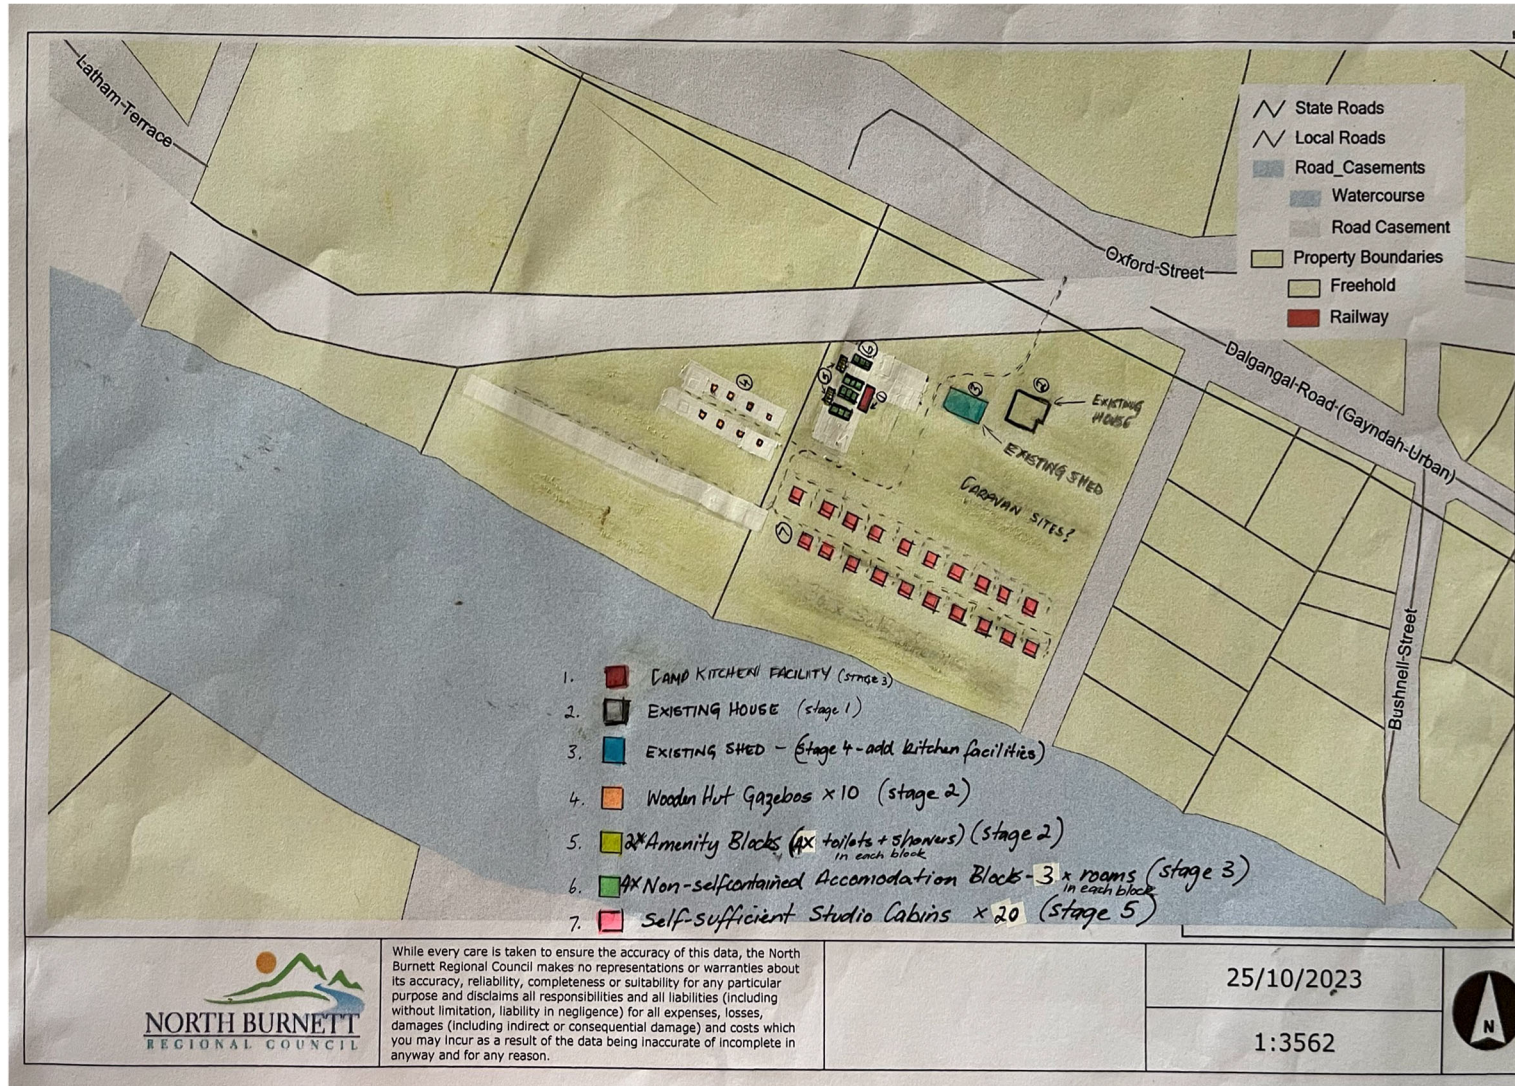 Latham-Terrace
State Roads
Local Roads
Road_Casements
Watercourse
Road Casement
Property Boundaries
Freehold
Railway
Oxford-Street
Dalgangal-Road-(Gayndah-Urban)
Bushnell-Street
4
6
5
1
3
2
EXISTING
HOUSE
EXISTING SHED
CARAVAN SITES?
7
1. CAMP KITCHEN FACILITY (STAGE 3)
2. EXISTING HOUSE (stage 1)
3. EXISTING SHED - (Stage 4-add kitchen facilities)
4. Wooden Hut Gazebos x10 (stage 2)
5. 2x Amenity Blocks (4x toilets + showers) (stage 2)
in each block
6. 4x Non-selfcontained Accomodation Block- 3 x rooms (stage 3)
in each block
7. Self-sufficient Studio Cabins x 20 (stage 5)
NORTH BURNETT
REGIONAL COUNCIL
While every care is taken to ensure the accuracy of this data, the North
Burnett Regional Council makes no representations or warranties about
its accuracy, reliability, completeness or suitability for any particular
purpose and disclaims all responsibilities and all liabilities (including
without limitation, liability in negligence) for all expenses, losses,
damages (including indirect or consequential damage) and costs which
you may incur as a result of the data being inaccurate of incomplete in
anyway and for any reason.
25/10/2023
1:3562
N